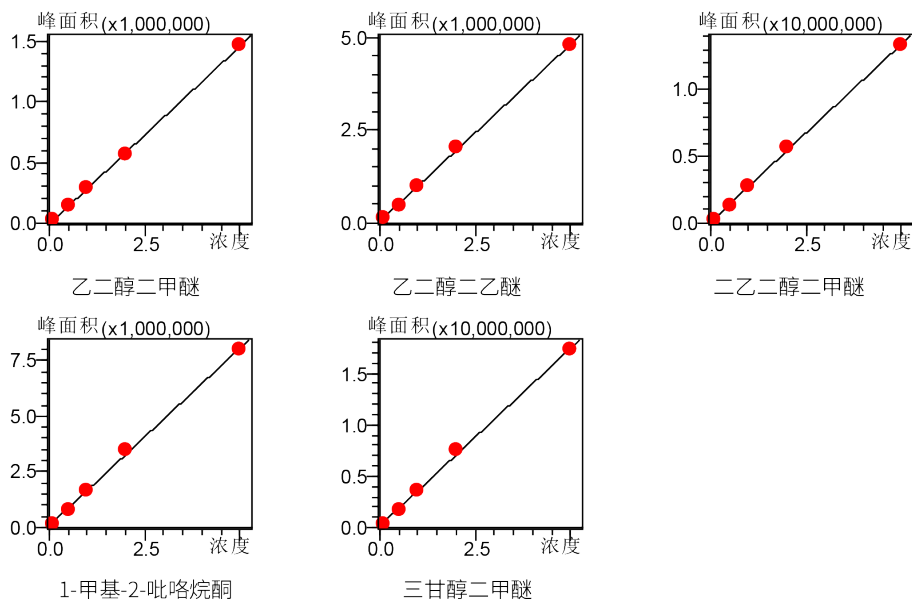 峰面积(x1,000,000)
1.5
1.0
0.5
0.0
0.0 2.5 浓度
乙二醇二甲醚
峰面积(x1,000,000)
5.0
2.5
0.0
0.0 2.5 浓度
乙二醇二乙醚
峰面积(x10,000,000)
1.0
0.5
0.0
0.0 2.5 浓度
二乙二醇二甲醚
峰面积(x1,000,000)
7.5
5.0
2.5
0.0
0.0 2.5 浓度
1-甲基-2-吡咯烷酮
峰面积(x10,000,000)
1.5
1.0
0.5
0.0
0.0 2.5 浓度
三甘醇二甲醚